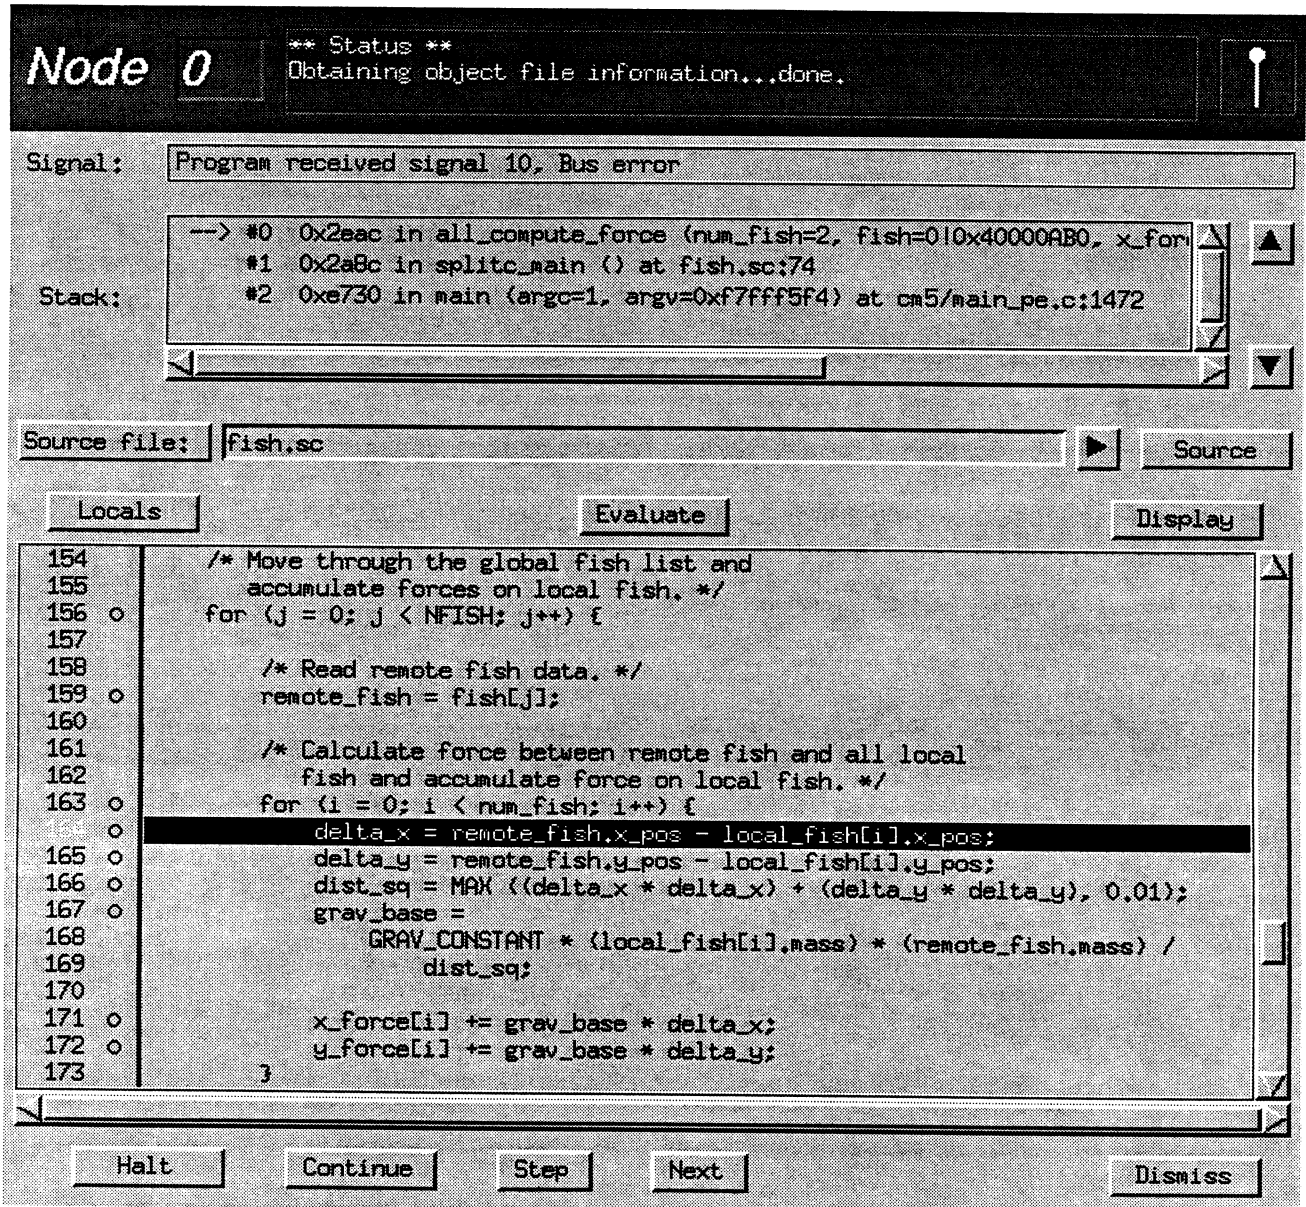 Node 0
** Status **
Obtaining object file information...done.
Signal: Program received signal 10, Bus error
--> #0 0x2eac in all_compute_force (num_fish=2, fish=0|0x40000AB0, x_for
#1 0x2a8c in splitc_main () at fish.sc:74
Stack: #2 0xe730 in main (argc=1, argv=0xf7fff5f4) at cm5/main_pe.c:1472
Source file: fish.sc Source
Locals Evaluate Display
154 /* Move through the global fish list and
155 accumulate forces on local fish. */
156 o for (j = 0; j < NFISH; j++) {
157
158 /* Read remote fish data. */
159 o remote_fish = fish[j];
160
161 /* Calculate force between remote fish and all local
162 fish and accumulate force on local fish. */
163 o for (i = 0; i < num_fish; i++) {
164 o delta_x = remote_fish.x_pos - local_fish[i].x_pos;
165 o delta_y = remote_fish.y_pos - local_fish[i].y_pos;
166 o dist_sq = MAX ((delta_x * delta_x) + (delta_y * delta_y), 0.01);
167 o grav_base =
168 GRAV_CONSTANT * (local_fish[i].mass) * (remote_fish.mass) /
169 dist_sq;
170
171 o x_force[i] += grav_base * delta_x;
172 o y_force[i] += grav_base * delta_y;
173 }
Halt Continue Step Next Dismiss